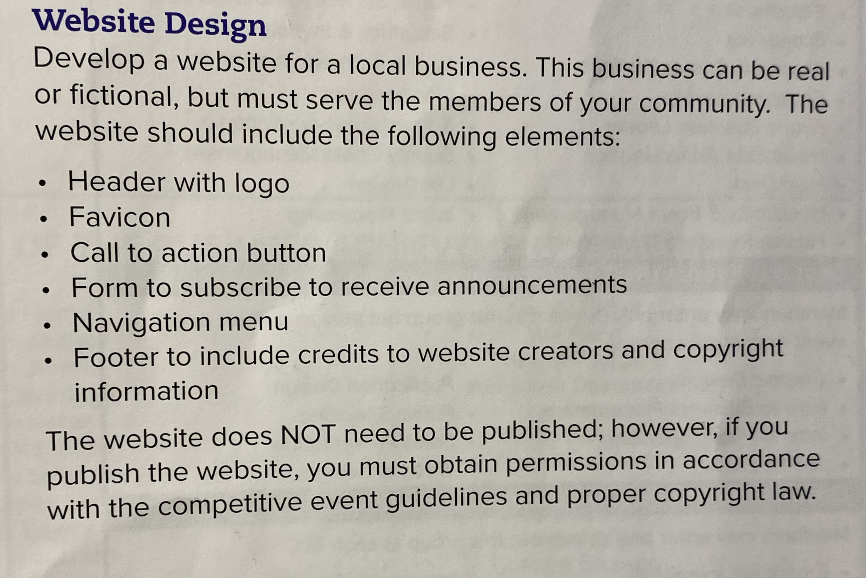 Website Design
Develop a website for a local business. This business can be real
or fictional, but must serve the members of your community. The
website should include the following elements:
• Header with logo
• Favicon
• Call to action button
• Form to subscribe to receive announcements
• Navigation menu
• Footer to include credits to website creators and copyright
information
The website does NOT need to be published; however, if you
publish the website, you must obtain permissions in accordance
with the competitive event guidelines and proper copyright law.